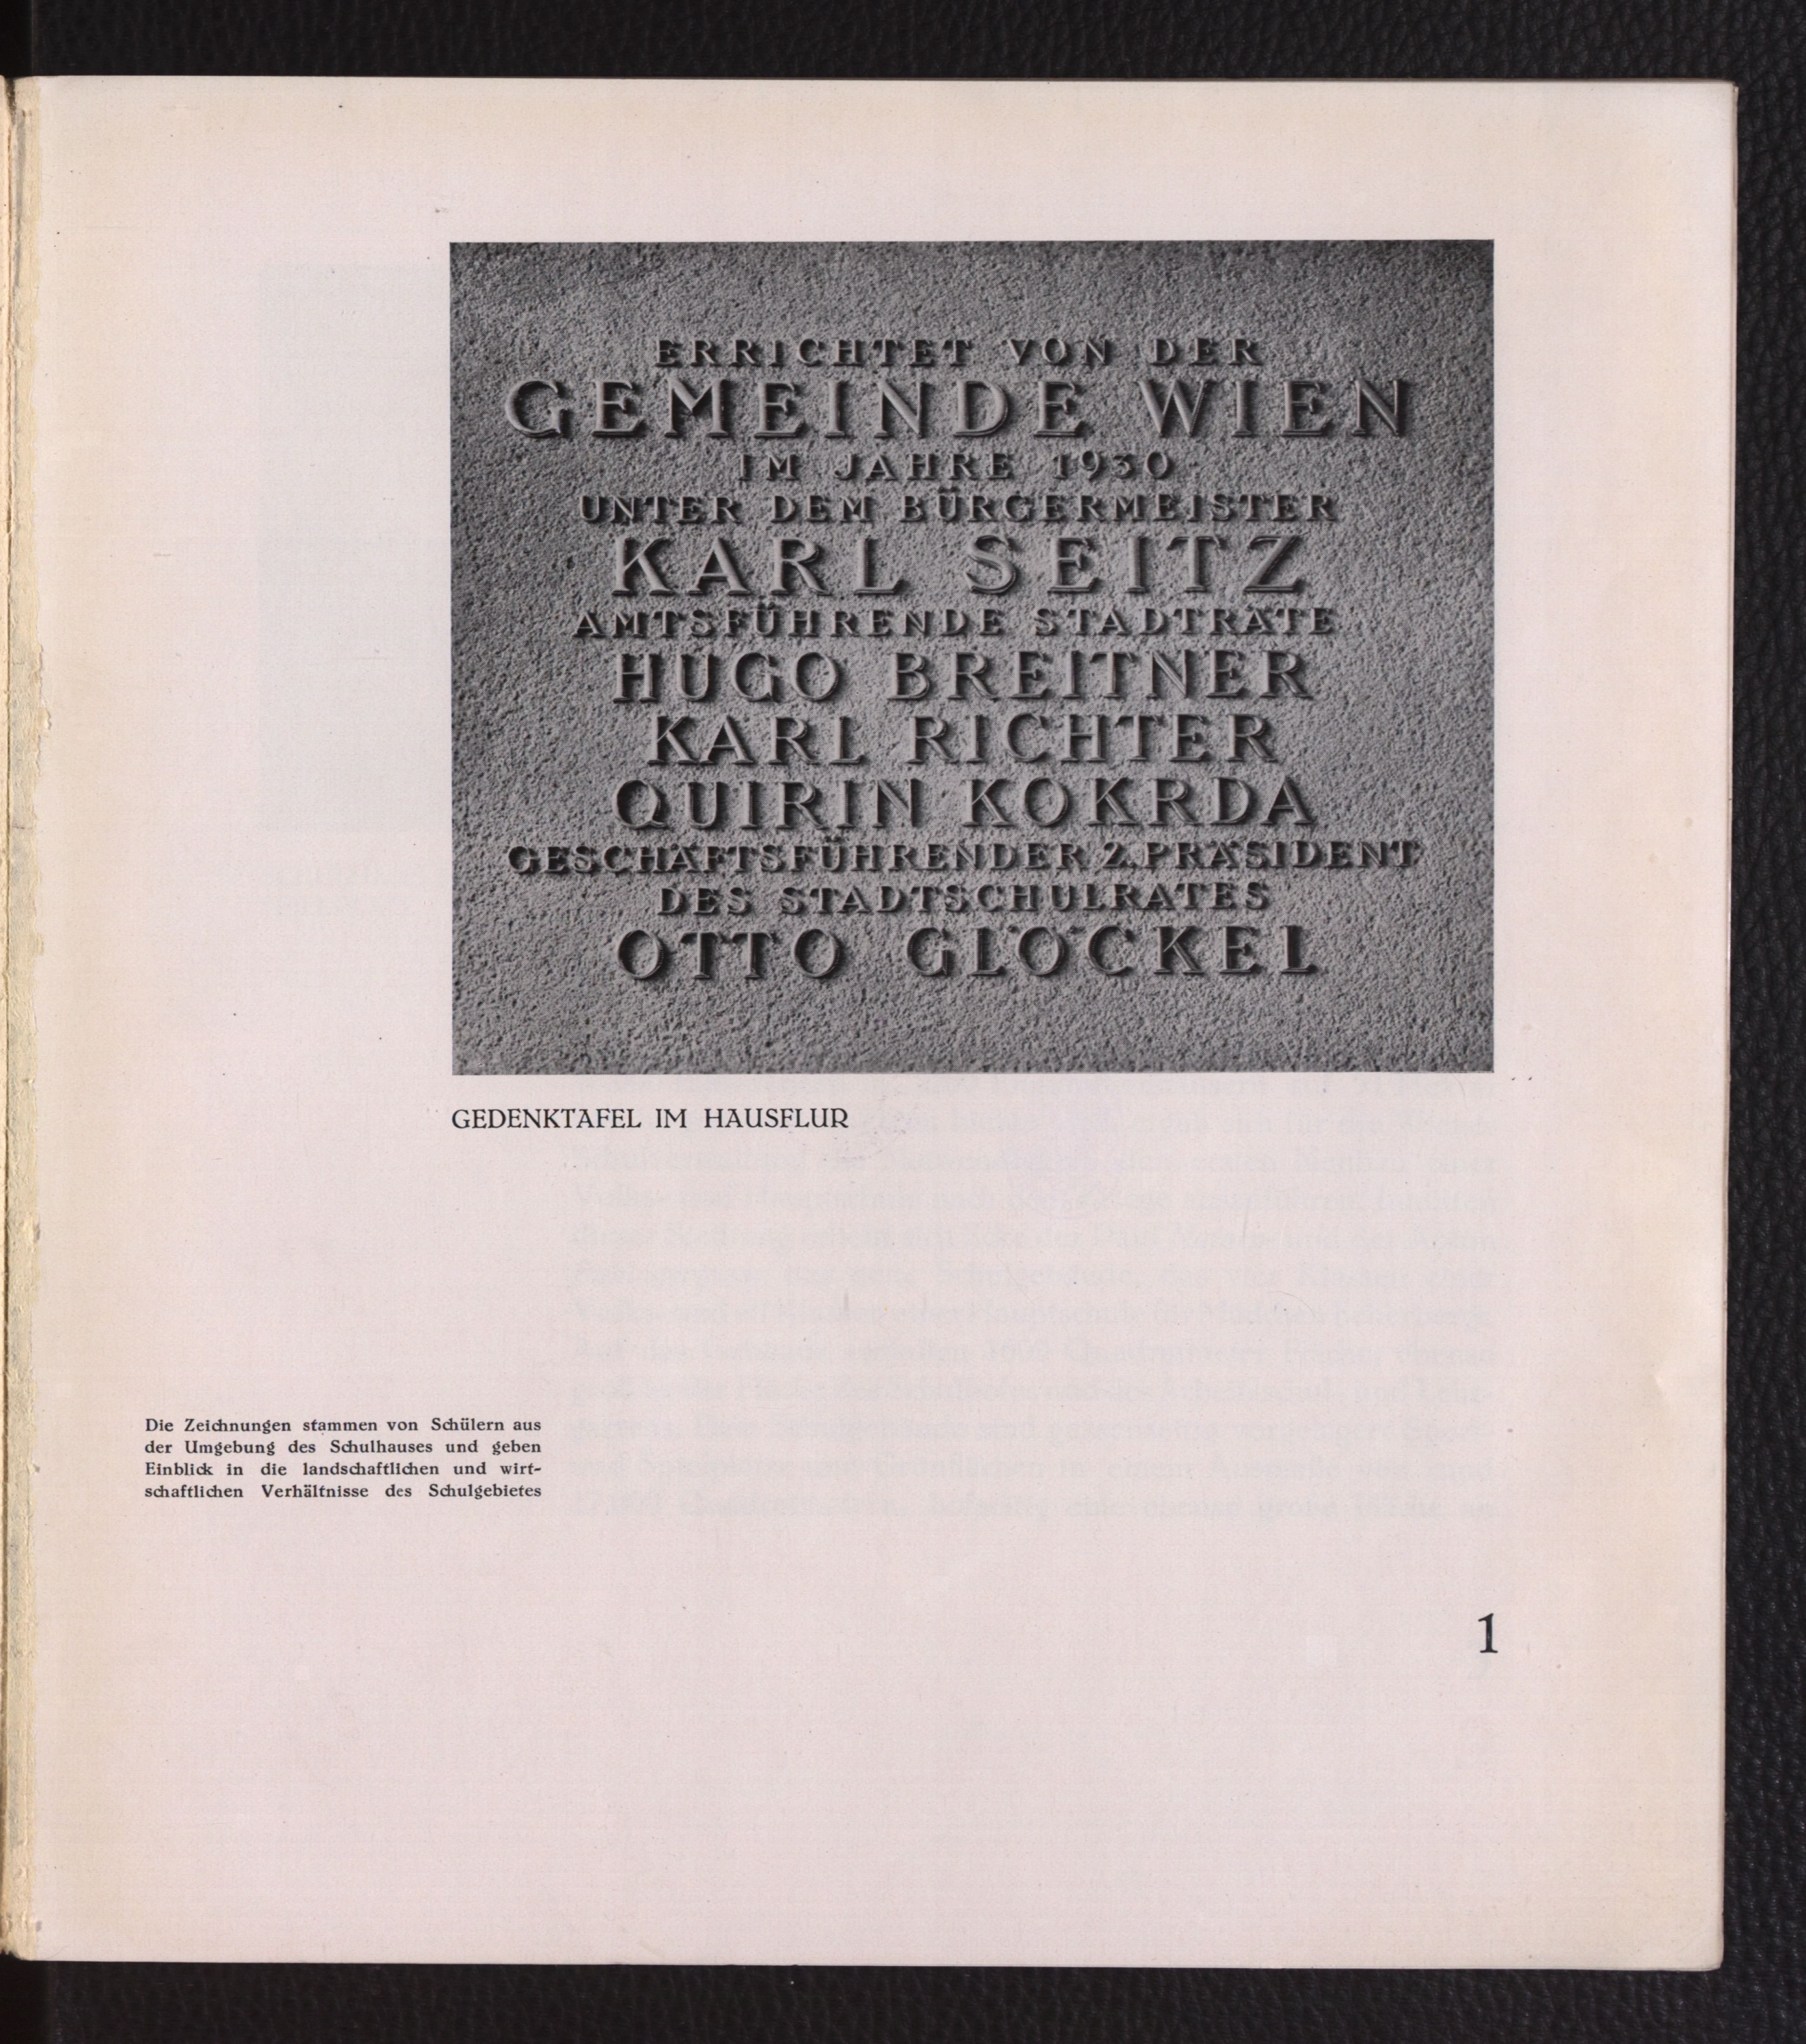 ERRICHTET VON DER
GEMEINDE WIEN
IM JAHRE 1930
UNTER DEM BÜRGERMEISTER
KARL SEITZ
AMTSFÜHRENDE STADTRÄTE
HUGO BREITNER
KARL RICHTER
QUIRIN KOKRDA
GESCHÄFTSFÜHRENDER 2. PRÄSIDENT
DES STADTSCHULRATES
OTTO GLÖCKEL
GEDENKTAFEL IM HAUSFLUR
Die Zeichnungen stammen von Schülern aus
der Umgebung des Schulhauses und geben
Einblick in die landschaftlichen und wirt-
schaftlichen Verhältnisse des Schulgebietes
1